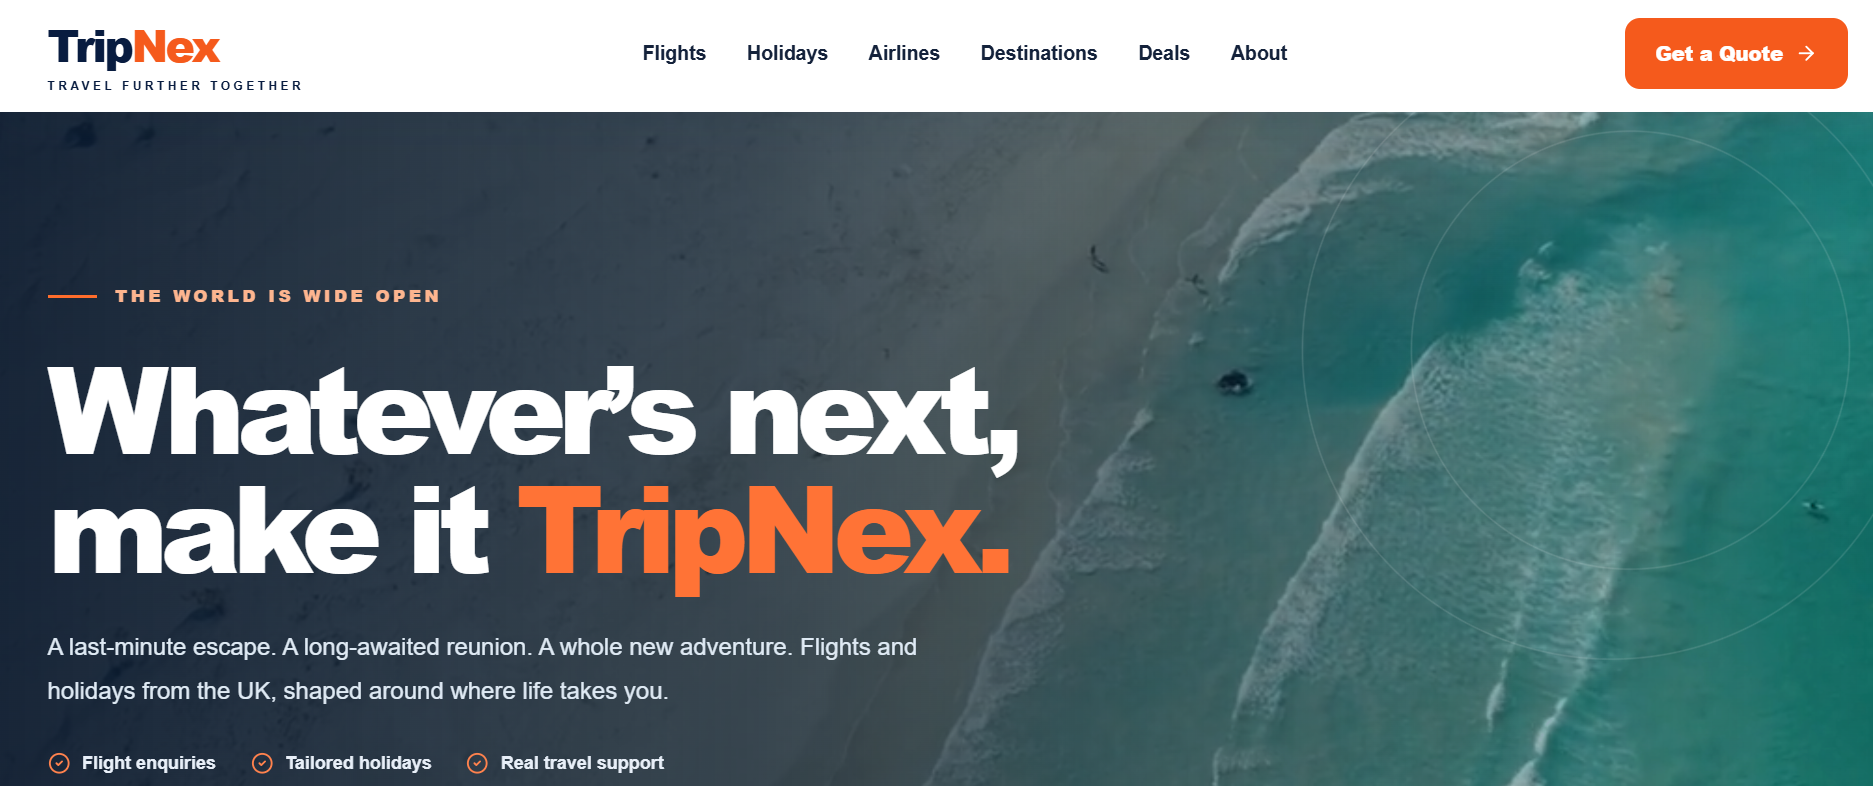 TripNex
TRAVEL FURTHER TOGETHER
Flights
Holidays
Airlines
Destinations
Deals
About
Get a Quote
THE WORLD IS WIDE OPEN
Whatever’s next,
make it TripNex.
A last-minute escape. A long-awaited reunion. A whole new adventure. Flights and
holidays from the UK, shaped around where life takes you.
Flight enquiries
Tailored holidays
Real travel support